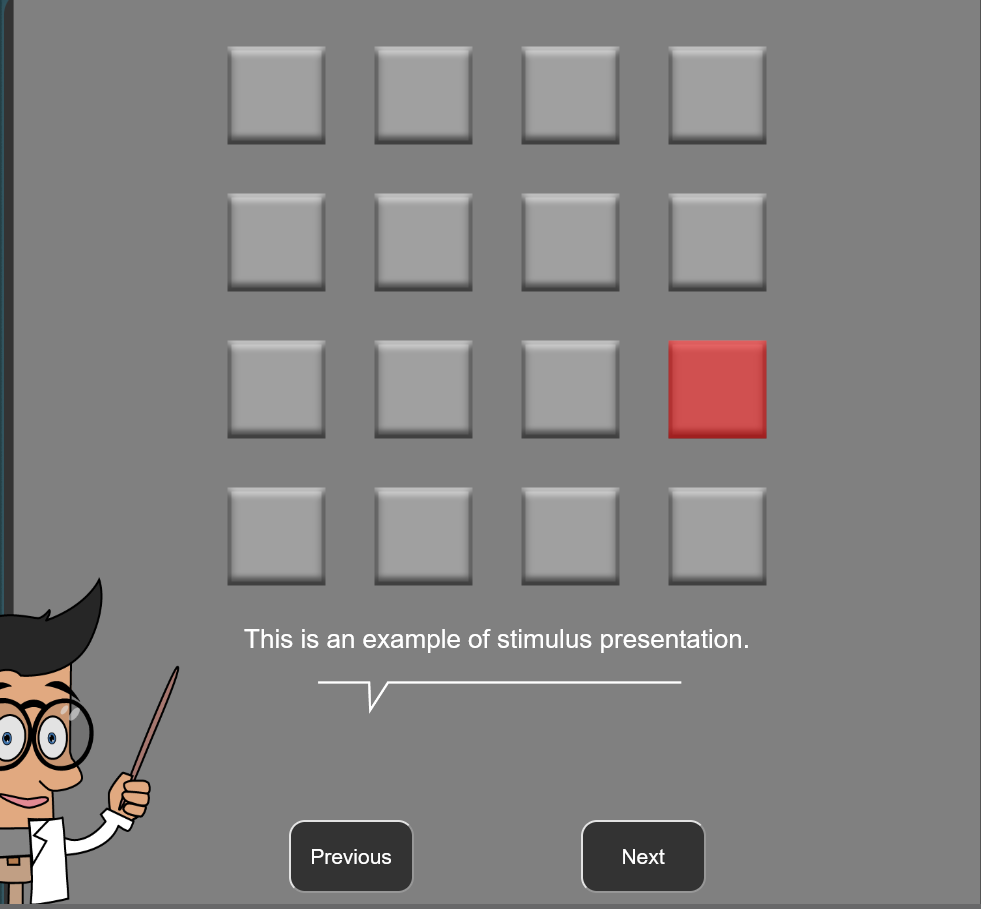 This is an example of stimulus presentation.
Previous
Next